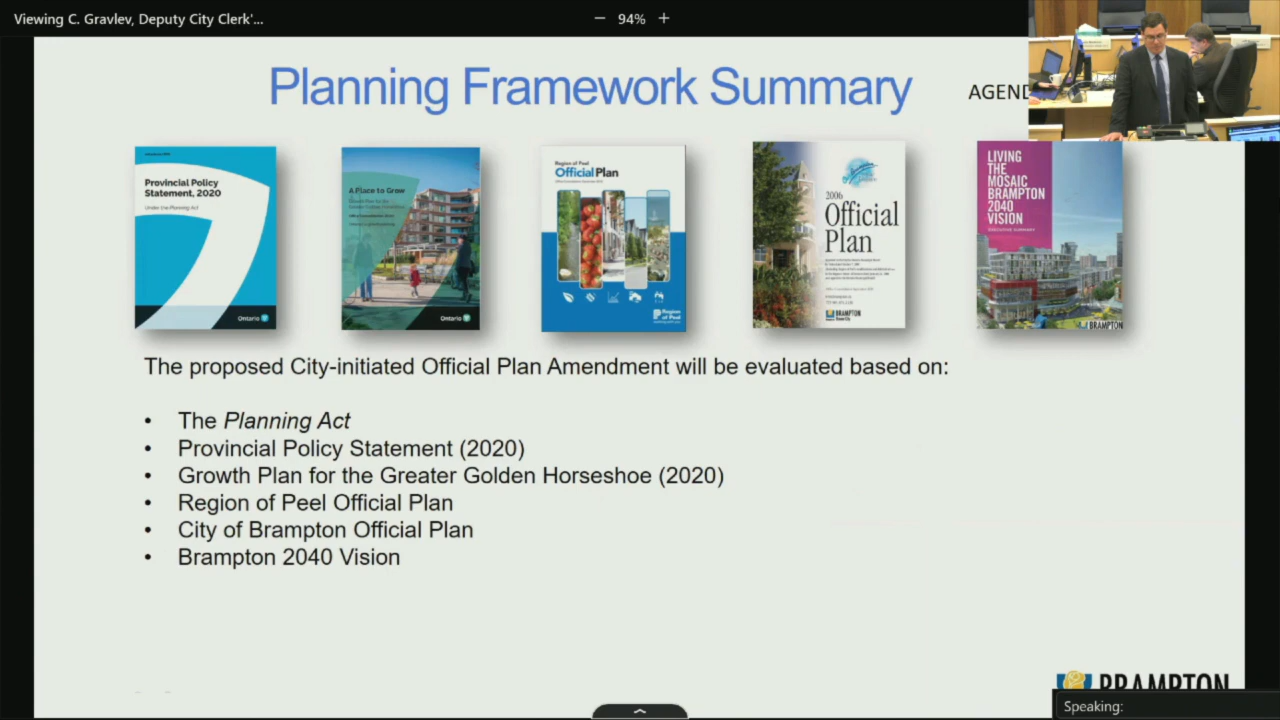 Viewing C. Gravlev, Deputy City Clerk'...
94%
Planning Framework Summary
AGEND
Provincial Policy
Statement, 2020
Under the Planning Act
Ontario
A Place to Grow
Ontario
Region of Peel
Official Plan
Region
of Peel
2006
Official
Plan
BRAMPTON
LIVING
THE
MOSAIC
BRAMPTON
2040
VISION
EXECUTIVE SUMMARY
BRAMPTON
The proposed City-initiated Official Plan Amendment will be evaluated based on:
• The Planning Act
• Provincial Policy Statement (2020)
• Growth Plan for the Greater Golden Horseshoe (2020)
• Region of Peel Official Plan
• City of Brampton Official Plan
• Brampton 2040 Vision
BRAMPTON
Speaking: